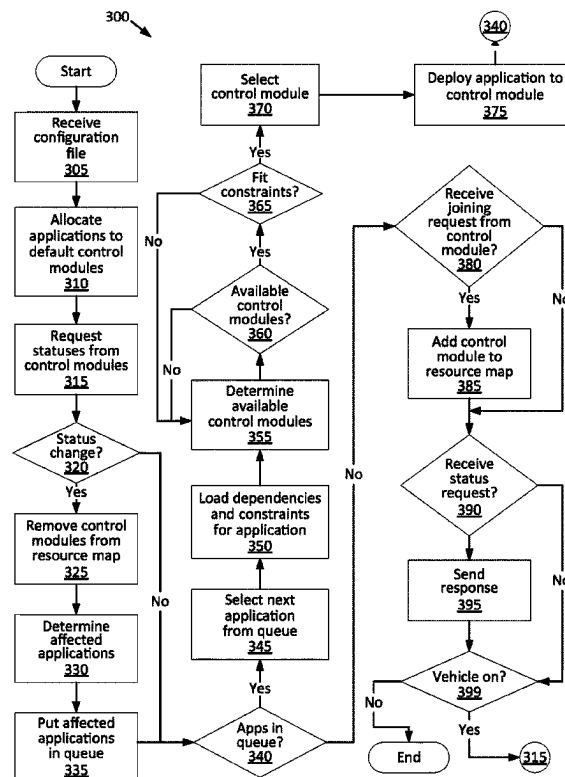 300
Start
Receive
configuration
file
305
Allocate
applications to
default control
modules
310
Request
statuses from
control modules
315
Status
change?
320
Yes
No
Remove control
modules from
resource map
325
Determine
affected
applications
330
Put affected
applications
in queue
335
Apps in
queue?
340
Yes
No
Select next
application
from queue
345
Load dependencies
and constraints
for application
350
Determine
available
control modules
355
Available
control
modules?
360
Yes
No
Fit
constraints?
365
Yes
No
Select
control module
370
Deploy application to
control module
375
340
Receive
joining
request from
control
module?
380
Yes
No
Add control
module to
resource map
385
Receive
status
request?
390
No
Send
response
395
Vehicle on?
399
No
Yes
End
315